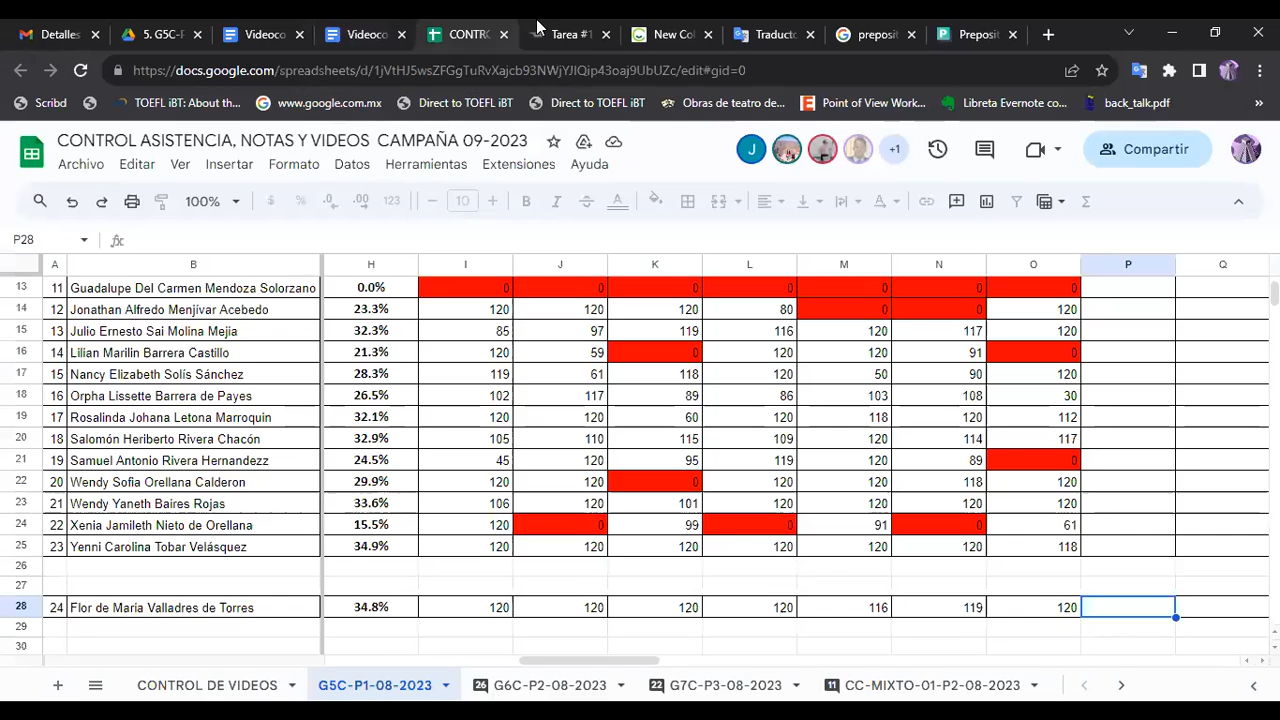 Detalles 5. G5C-F Videoco Videoco CONTRO Tarea #1 New Col Traducto preposit Preposit
https://docs.google.com/spreadsheets/d/1jVtHJ5wsZFGgTuRvXajcb93NWjYJIQip43oaj9UbUZc/edit#gid=0
Scribd TOEFL iBT: About th... www.google.com.mx Direct to TOEFL iBT Direct to TOEFL iBT Obras de teatro de... Point of View Work... Libreta Evernote co... back_talk.pdf »
CONTROL ASISTENCIA, NOTAS Y VIDEOS CAMPAÑA 09-2023
J +1 Compartir
Archivo Editar Ver Insertar Formato Datos Herramientas Extensiones Ayuda
100% $ % .0 .00 123 10 B I A
P28 fx
A B H I J K L M N O P Q
13 11 Guadalupe Del Carmen Mendoza Solorzano 0.0% 0 0 0 0 0 0 0
14 12 Jonathan Alfredo Menjívar Acebedo 23.3% 120 120 120 80 0 0 120
15 13 Julio Ernesto Sai Molina Mejia 32.3% 85 97 119 116 120 117 120
16 14 Lilian Marilin Barrera Castillo 21.3% 120 59 0 120 120 91 0
17 15 Nancy Elizabeth Solís Sánchez 28.3% 119 61 118 120 50 90 120
18 16 Orpha Lissette Barrera de Payes 26.5% 102 117 89 86 103 108 30
19 17 Rosalinda Johana Letona Marroquin 32.1% 120 120 60 120 118 120 112
20 18 Salomón Heriberto Rivera Chacón 32.9% 105 110 115 109 120 114 117
21 19 Samuel Antonio Rivera Hernandezz 24.5% 45 120 95 119 120 89 0
22 20 Wendy Sofia Orellana Calderon 29.9% 120 120 0 120 120 118 120
23 21 Wendy Yaneth Baires Rojas 33.6% 106 120 101 120 120 120 120
24 22 Xenia Jamileth Nieto de Orellana 15.5% 120 0 99 0 91 0 61
25 23 Yenni Carolina Tobar Velásquez 34.9% 120 120 120 120 120 120 118
26
27
28 24 Flor de Maria Valladres de Torres 34.8% 120 120 120 120 116 119 120
29
30
CONTROL DE VIDEOS G5C-P1-08-2023 26 G6C-P2-08-2023 22 G7C-P3-08-2023 11 CC-MIXTO-01-P2-08-2023